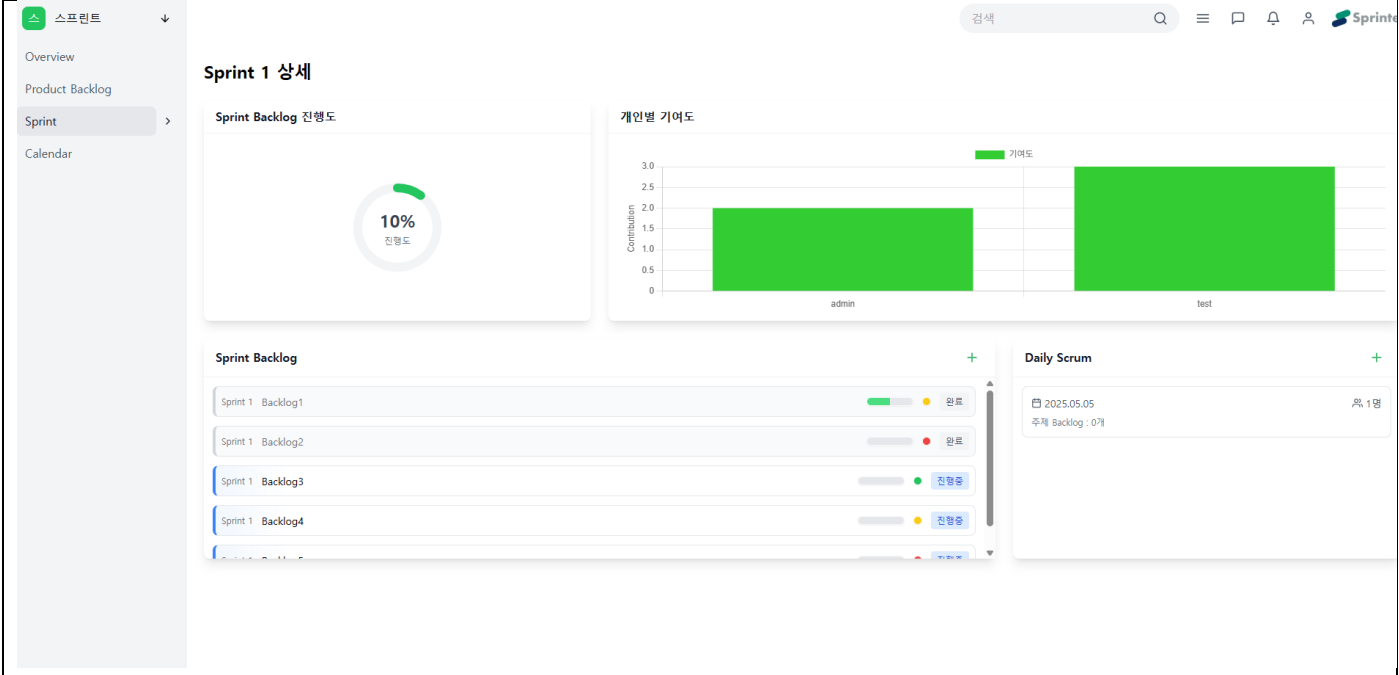 스 스프린트
검색
Sprinte
Overview
Product Backlog
Sprint
Calendar
Sprint 1 상세
Sprint Backlog 진행도
10%
진행도
개인별 기여도
기여도
Contribution
3.0
2.5
2.0
1.5
1.0
0.5
0
admin
test
Sprint Backlog
Sprint 1 Backlog1 완료
Sprint 1 Backlog2 완료
Sprint 1 Backlog3 진행중
Sprint 1 Backlog4 진행중
Daily Scrum
2025.05.05 1명
주제 Backlog : 0개